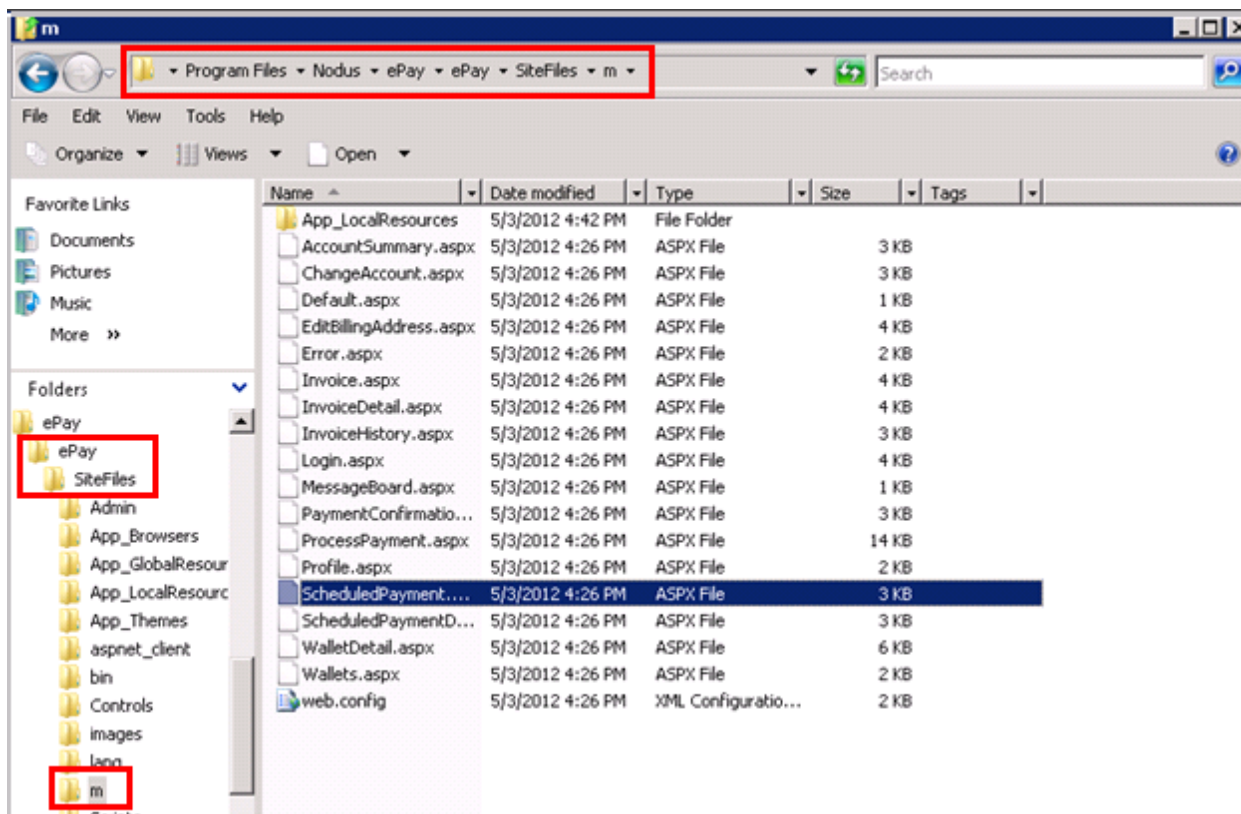 m
Program Files Nodus ePay ePay SiteFiles m Search
File Edit View Tools Help
Organize Views Open
Favorite Links
Documents
Pictures
Music
More »
Folders
ePay
ePay
SiteFiles
Admin
App_Browsers
App_GlobalResour
App_LocalResourc
App_Themes
aspnet_client
bin
Controls
images
lang
m
Name Date modified Type Size Tags
App_LocalResources 5/3/2012 4:42 PM File Folder
AccountSummary.aspx 5/3/2012 4:26 PM ASPX File 3 KB
ChangeAccount.aspx 5/3/2012 4:26 PM ASPX File 3 KB
Default.aspx 5/3/2012 4:26 PM ASPX File 1 KB
EditBillingAddress.aspx 5/3/2012 4:26 PM ASPX File 4 KB
Error.aspx 5/3/2012 4:26 PM ASPX File 2 KB
Invoice.aspx 5/3/2012 4:26 PM ASPX File 4 KB
InvoiceDetail.aspx 5/3/2012 4:26 PM ASPX File 4 KB
InvoiceHistory.aspx 5/3/2012 4:26 PM ASPX File 3 KB
Login.aspx 5/3/2012 4:26 PM ASPX File 4 KB
MessageBoard.aspx 5/3/2012 4:26 PM ASPX File 1 KB
PaymentConfirmatio... 5/3/2012 4:26 PM ASPX File 3 KB
ProcessPayment.aspx 5/3/2012 4:26 PM ASPX File 14 KB
Profile.aspx 5/3/2012 4:26 PM ASPX File 2 KB
ScheduledPayment.... 5/3/2012 4:26 PM ASPX File 3 KB
ScheduledPaymentD... 5/3/2012 4:26 PM ASPX File 3 KB
WalletDetail.aspx 5/3/2012 4:26 PM ASPX File 6 KB
Wallets.aspx 5/3/2012 4:26 PM ASPX File 2 KB
web.config 5/3/2012 4:26 PM XML Configuratio... 2 KB